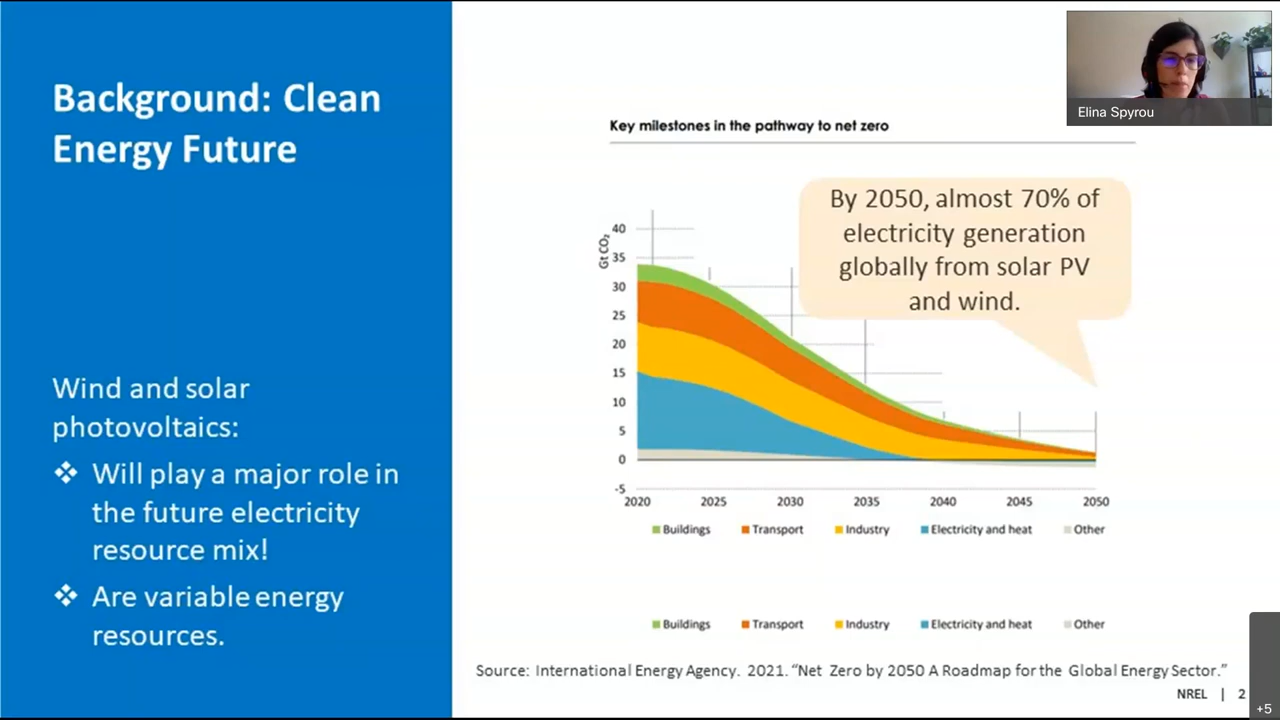 Background: Clean
Energy Future
Wind and solar
photovoltaics:
❖ Will play a major role in
the future electricity
resource mix!
❖ Are variable energy
resources.
Elina Spyrou
Key milestones in the pathway to net zero
By 2050, almost 70% of
electricity generation
globally from solar PV
and wind.
Gt CO₂
40
35
30
25
20
15
10
5
0
-5
2020 2025 2030 2035 2040 2045 2050
Buildings Transport Industry Electricity and heat Other
Buildings Transport Industry Electricity and heat Other
Source: International Energy Agency. 2021. “Net Zero by 2050 A Roadmap for the Global Energy Sector.”
NREL | 2
+5